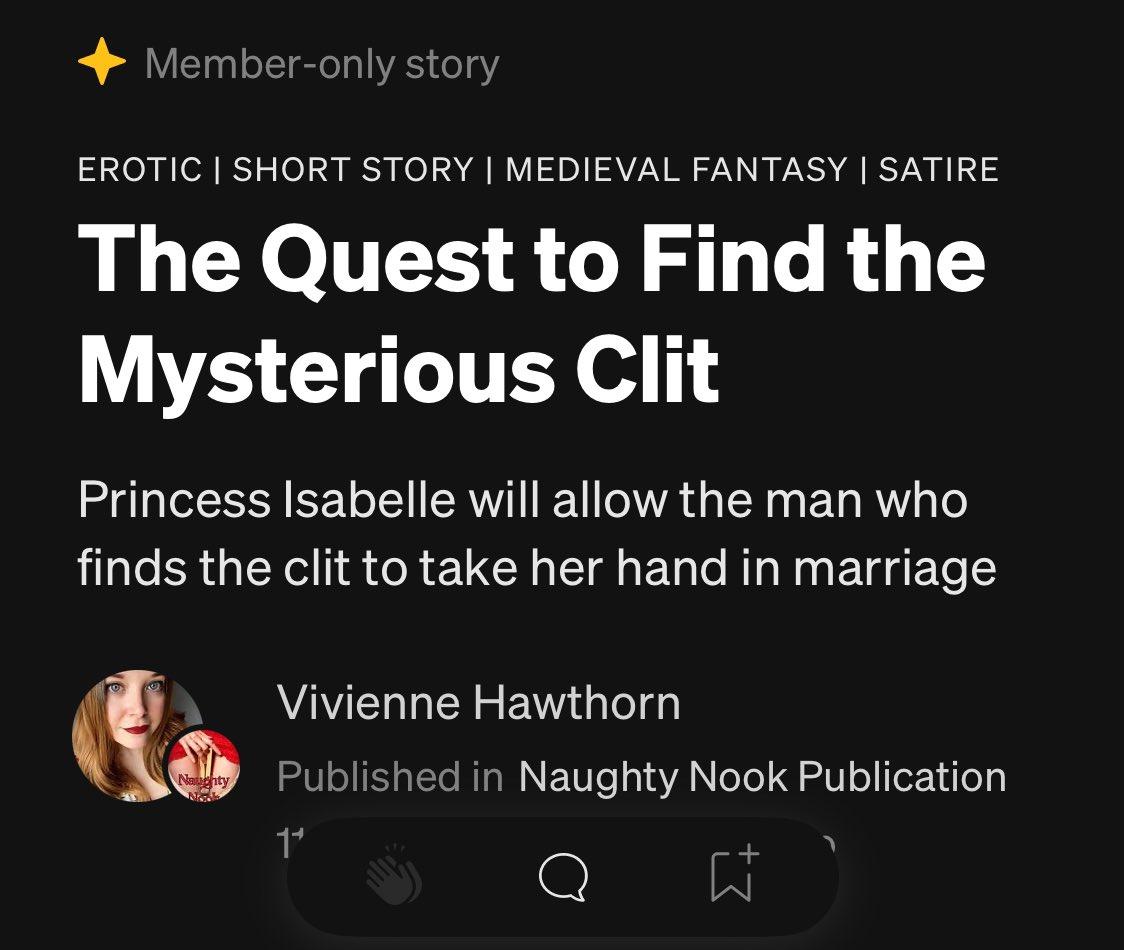 Member-only story
EROTIC | SHORT STORY | MEDIEVAL FANTASY | SATIRE
The Quest to Find the
Mysterious Clit
Princess Isabelle will allow the man who
finds the clit to take her hand in marriage
Vivienne Hawthorn
Naughty
Nook
Published in Naughty Nook Publication